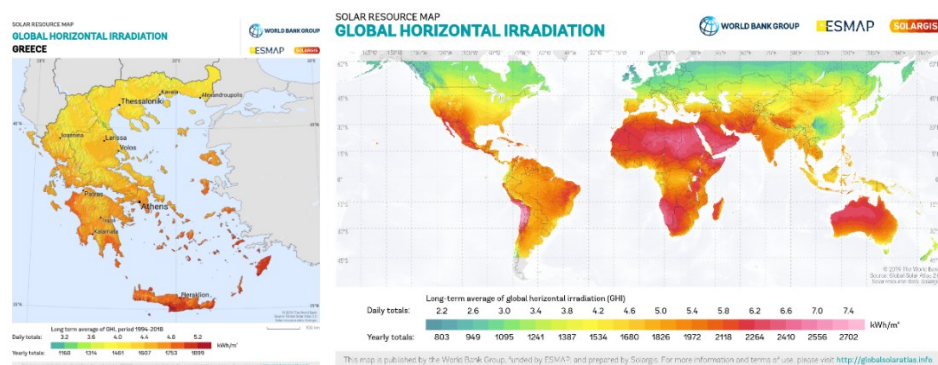 SOLAR RESOURCE MAP
GLOBAL HORIZONTAL IRRADIATION
GREECE
WORLD BANK GROUP
ESMAP
SOLARGIS
Kavala
Alexandroupolis
Thessaloniki
Ioannina
Larissa
Volos
Patras
Athens
Kalamata
Heraklion
Long term average of GHI, period 1994-2018
Daily totals: 3.2 3.6 4.0 4.4 4.8 5.2
Yearly totals: 1168 1314 1461 1607 1753 1899
kWh/m²
SOLAR RESOURCE MAP
GLOBAL HORIZONTAL IRRADIATION
WORLD BANK GROUP
ESMAP
SOLARGIS
Long-term average of global horizontal irradiation (GHI)
Daily totals: 2.2 2.6 3.0 3.4 3.8 4.2 4.6 5.0 5.4 5.8 6.2 6.6 7.0 7.4
Yearly totals: 803 949 1095 1241 1387 1534 1680 1826 1972 2118 2264 2410 2556 2702
kWh/m²
This map is published by the World Bank Group, funded by ESMAP, and prepared by Solargis. For more information and terms of use, please visit http://globalsolaratlas.info